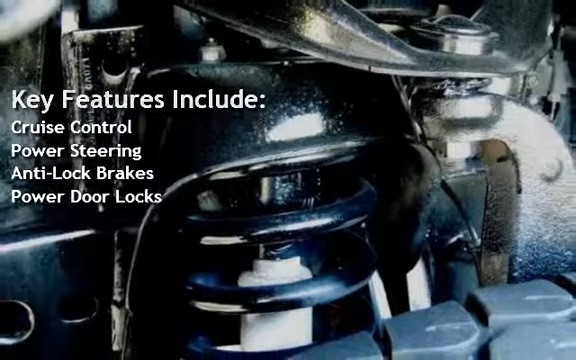 Key Features Include:
Cruise Control
Power Steering
Anti-Lock Brakes
Power Door Locks